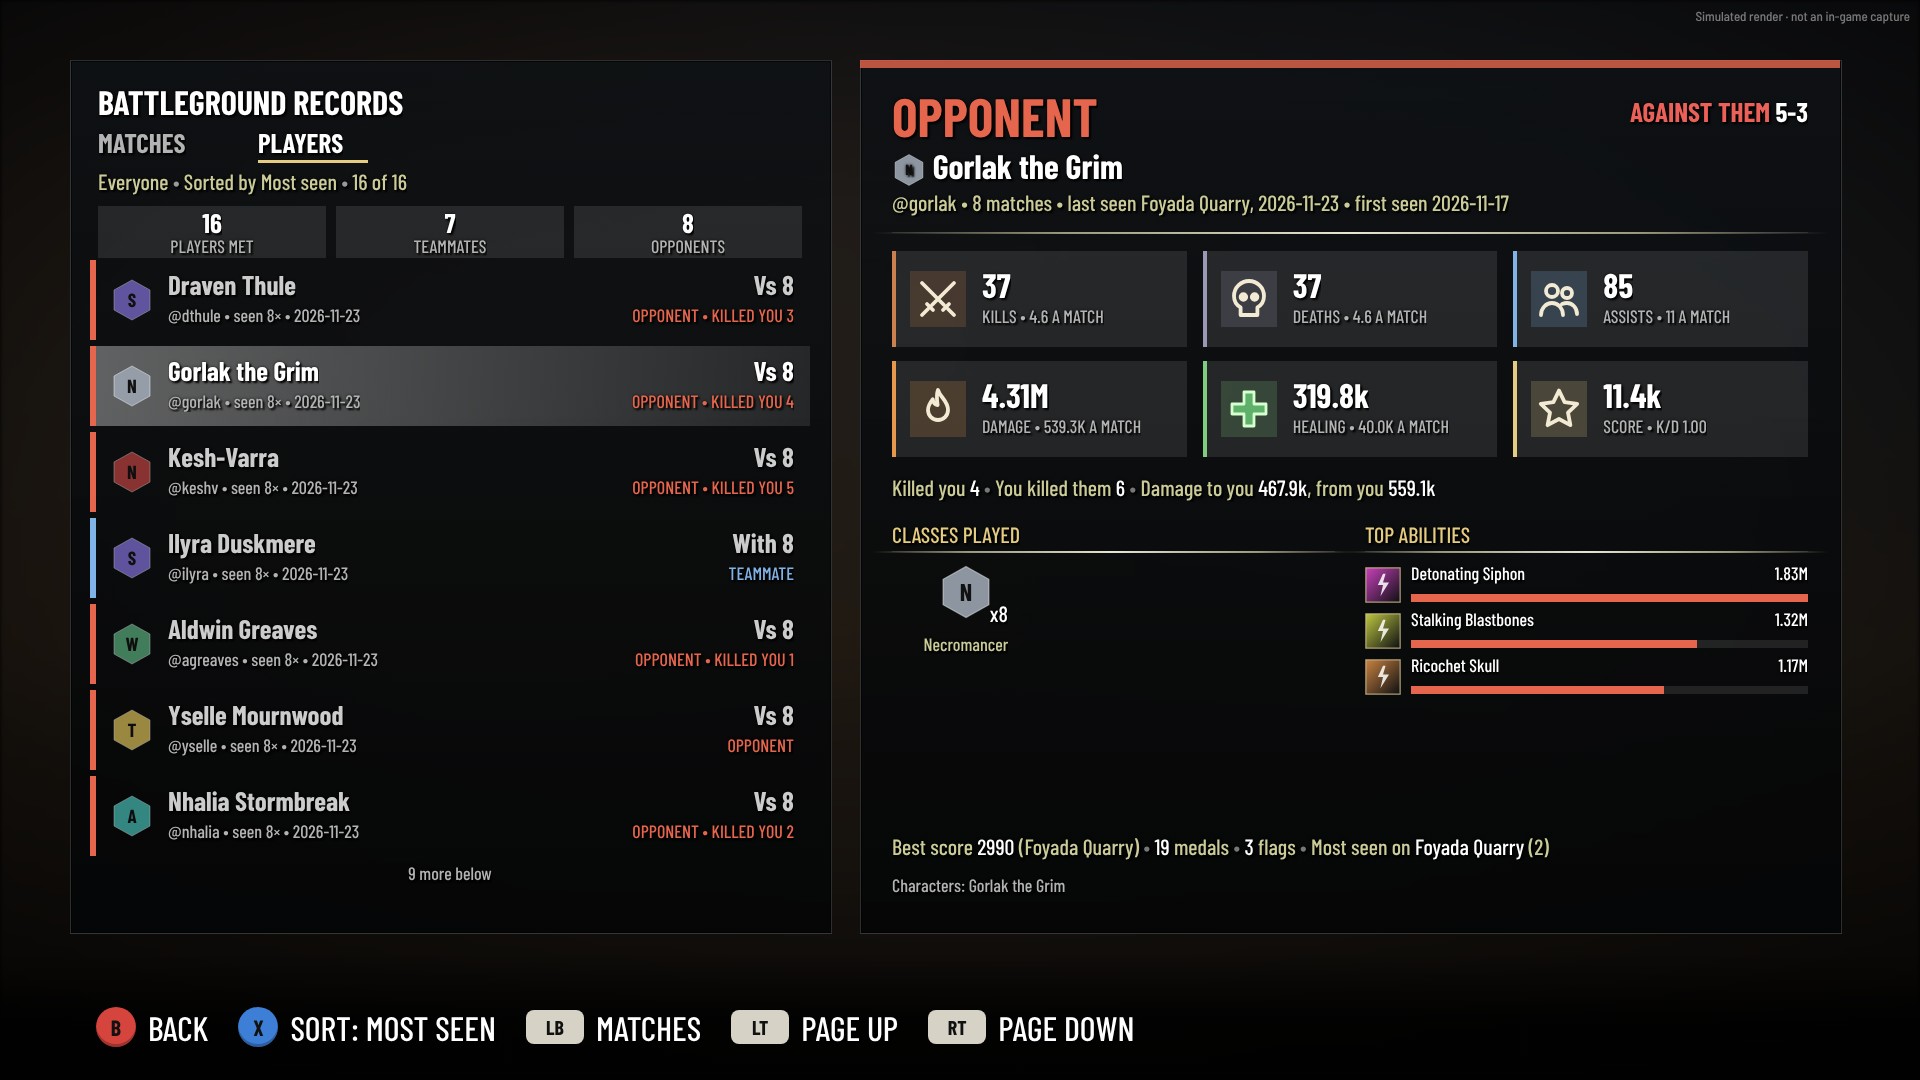 Simulated render · not an in-game capture
BATTLEGROUND RECORDS
MATCHES PLAYERS
Everyone • Sorted by Most seen • 16 of 16
16 7 8
PLAYERS MET TEAMMATES OPPONENTS
S Draven Thule Vs 8
@dthule • seen 8× • 2026-11-23 OPPONENT • KILLED YOU 3
N Gorlak the Grim Vs 8
@gorlak • seen 8× • 2026-11-23 OPPONENT • KILLED YOU 4
N Kesh-Varra Vs 8
@keshv • seen 8× • 2026-11-23 OPPONENT • KILLED YOU 5
S Ilyra Duskmere With 8
@ilyra • seen 8× • 2026-11-23 TEAMMATE
W Aldwin Greaves Vs 8
@agreaves • seen 8× • 2026-11-23 OPPONENT • KILLED YOU 1
T Yselle Mournwood Vs 8
@yselle • seen 8× • 2026-11-23 OPPONENT
A Nhalia Stormbreak Vs 8
@nhalia • seen 8× • 2026-11-23 OPPONENT • KILLED YOU 2
9 more below
OPPONENT AGAINST THEM 5-3
N Gorlak the Grim
@gorlak • 8 matches • last seen Foyada Quarry, 2026-11-23 • first seen 2026-11-17
37 37 85
KILLS • 4.6 A MATCH DEATHS • 4.6 A MATCH ASSISTS • 11 A MATCH
4.31M 319.8k 11.4k
DAMAGE • 539.3K A MATCH HEALING • 40.0K A MATCH SCORE • K/D 1.00
Killed you 4 • You killed them 6 • Damage to you 467.9k, from you 559.1k
CLASSES PLAYED TOP ABILITIES
N x8
Necromancer
Detonating Siphon 1.83M
Stalking Blastbones 1.32M
Ricochet Skull 1.17M
Best score 2990 (Foyada Quarry) • 19 medals • 3 flags • Most seen on Foyada Quarry (2)
Characters: Gorlak the Grim
B BACK X SORT: MOST SEEN LB MATCHES LT PAGE UP RT PAGE DOWN